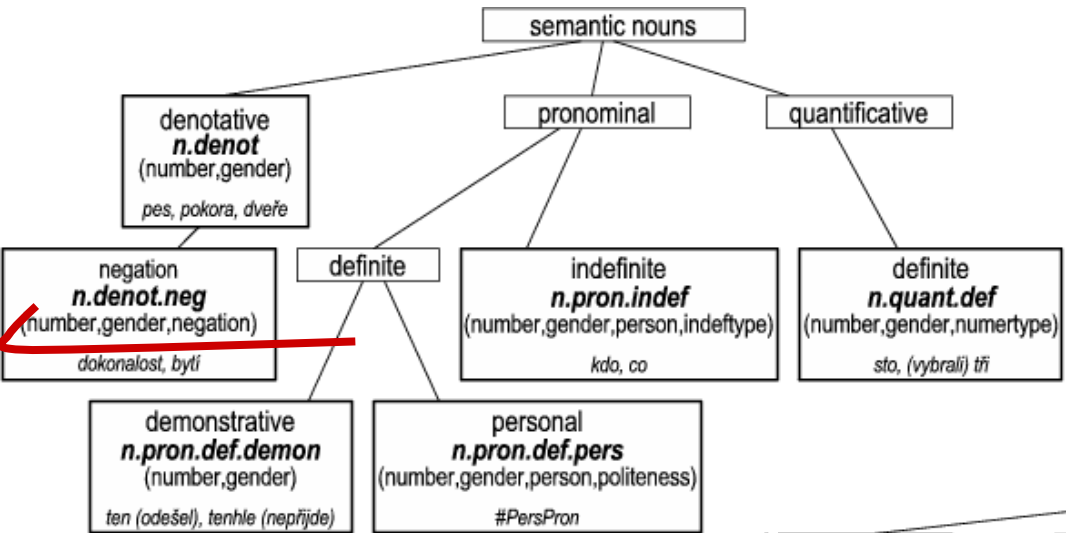 semantic nouns
denotative
n.denot
(number,gender)
pes, pokora, dveře
pronominal
quantificative
negation
n.denot.neg
(number,gender,negation)
dokonalost, bytí
definite
indefinite
n.pron.indef
(number,gender,person,indeftype)
kdo, co
definite
n.quant.def
(number,gender,numertype)
sto, (vybrali) tři
demonstrative
n.pron.def.demon
(number,gender)
ten (odešel), tenhle (nepřijde)
personal
n.pron.def.pers
(number,gender,person,politeness)
#PersPron